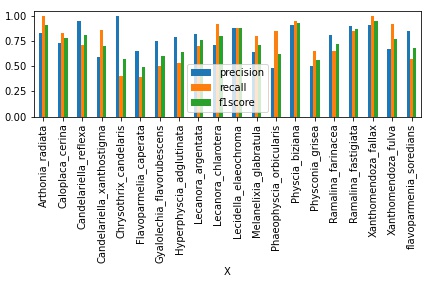 1.00
0.75
0.50
0.25
0.00
precision
recall
f1score
Arthonia_radiata
Caloplaca_cerina
Candelariella_reflexa
Candelariella_xanthostigma
Chrysothrix_candelaris
Flavoparmelia_caperata
Gyalolechia_flavorubescens
Hyperphyscia_adglutinata
Lecanora_argentata
Lecanora_chlarotera
Lecidella_elaeochroma
Melanelixia_glabratula
Phaeophyscia_orbicularis
Physcia_biziana
Physconia_grisea
Ramalina_farinacea
Ramalina_fastigiata
Xanthomendoza_fallax
Xanthomendoza_fulva
flavoparmenia_soredians
X